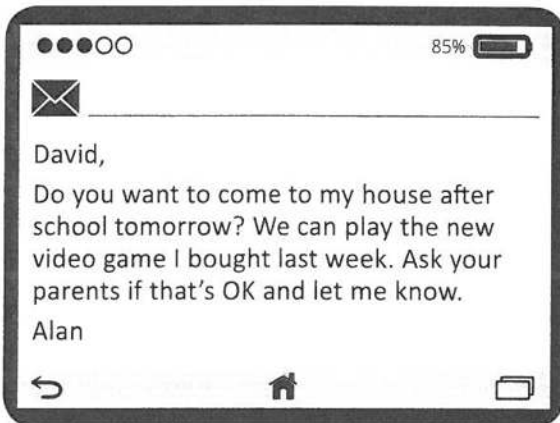 85%
David,
Do you want to come to my house after
school tomorrow? We can play the new
video game I bought last week. Ask your
parents if that's OK and let me know.
Alan